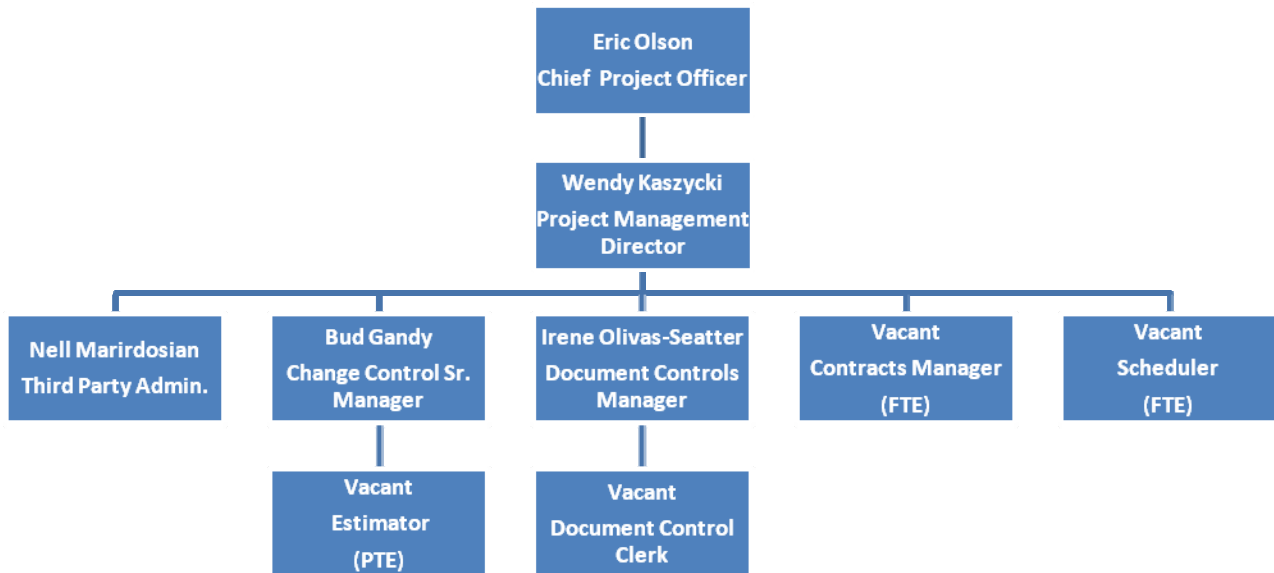 Eric Olson
Chief Project Officer
Wendy Kaszycki
Project Management
Director
Nell Marirdosian
Third Party Admin.
Bud Gandy
Change Control Sr.
Manager
Irene Olivas-Seatter
Document Controls
Manager
Vacant
Contracts Manager
(FTE)
Vacant
Scheduler
(FTE)
Vacant
Estimator
(PTE)
Vacant
Document Control
Clerk